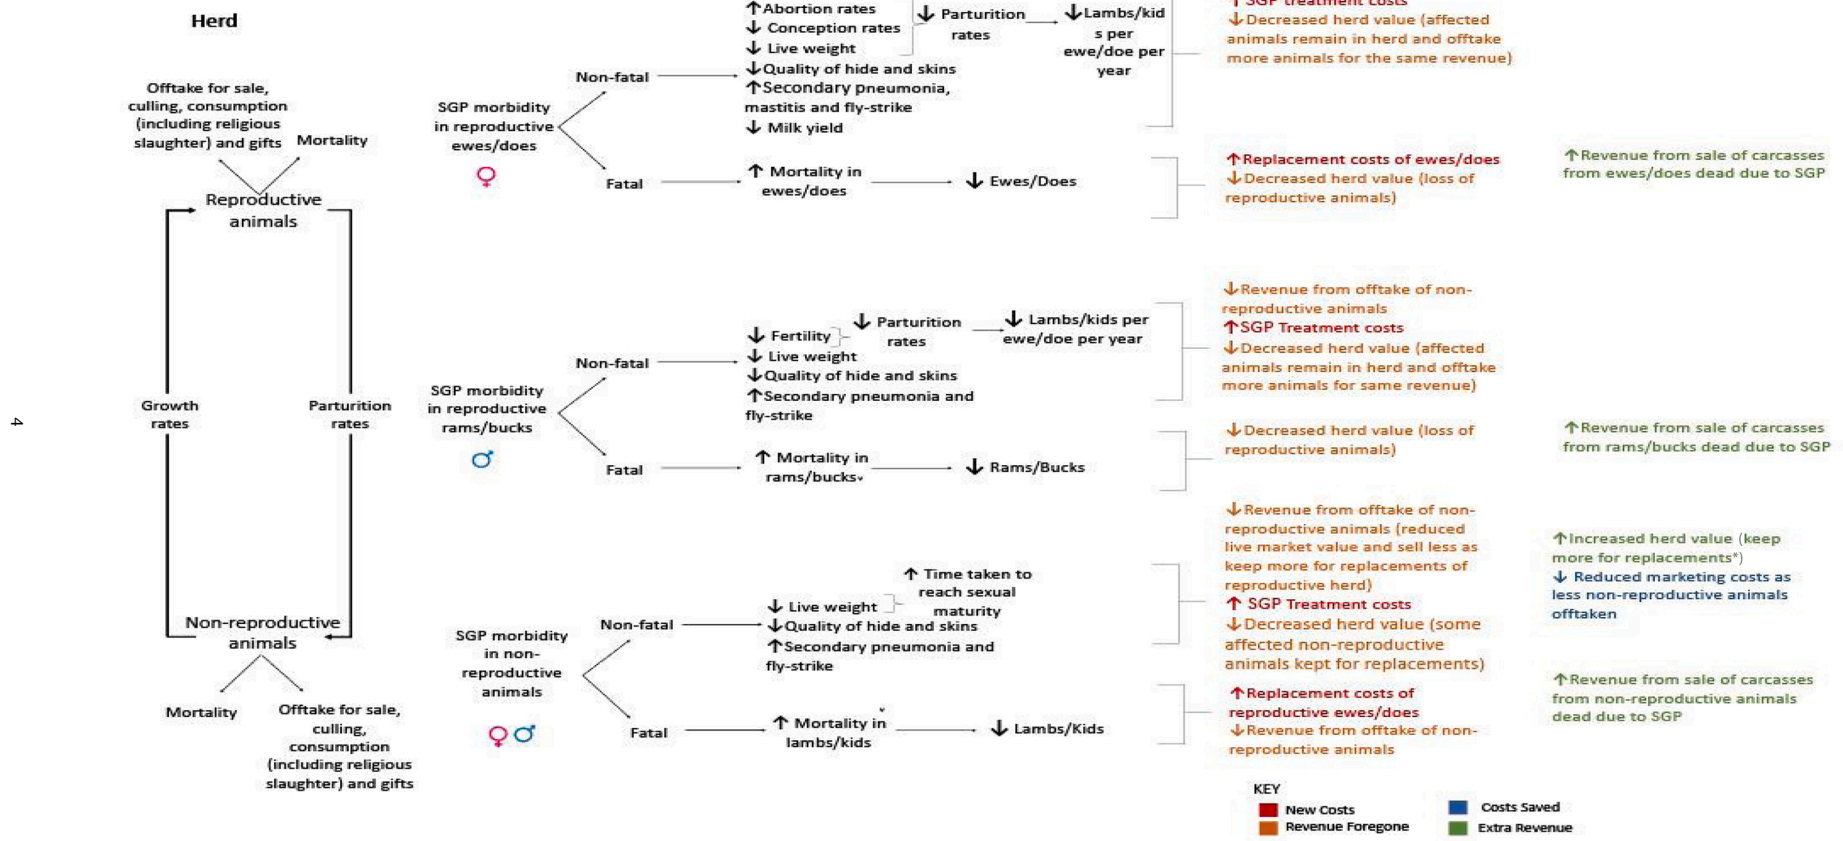 Herd
Offtake for sale,
culling, consumption
(including religious
slaughter) and gifts
Mortality
Reproductive
animals
Growth
rates
Parturition
rates
Non-reproductive
animals
Mortality
Offtake for sale,
culling,
consumption
(including religious
slaughter) and gifts
4
SGP morbidity
in reproductive
ewes/does
♀
Non-fatal
↑Abortion rates
↓ Conception rates
↓ Live weight
↓Quality of hide and skins
↑Secondary pneumonia,
mastitis and fly-strike
↓ Milk yield
↓ Parturition
rates
↓Lambs/kid
s per
ewe/doe per
year
↑ SGP treatment costs
↓Decreased herd value (affected
animals remain in herd and offtake
more animals for the same revenue)
Fatal
↑ Mortality in
ewes/does
↓ Ewes/Does
↑Replacement costs of ewes/does
↓Decreased herd value (loss of
reproductive animals)
↑Revenue from sale of carcasses
from ewes/does dead due to SGP
SGP morbidity
in reproductive
rams/bucks
♂
Non-fatal
↓ Fertility
↓ Live weight
↓Quality of hide and skins
↑Secondary pneumonia and
fly-strike
↓ Parturition
rates
↓ Lambs/kids per
ewe/doe per year
↓Revenue from offtake of non-
reproductive animals
↑SGP Treatment costs
↓Decreased herd value (affected
animals remain in herd and offtake
more animals for same revenue)
Fatal
↑ Mortality in
rams/bucks
↓ Rams/Bucks
↓Decreased herd value (loss of
reproductive animals)
↑Revenue from sale of carcasses
from rams/bucks dead due to SGP
SGP morbidity
in non-
reproductive
animals
♀♂
Non-fatal
↓ Live weight
↓Quality of hide and skins
↑Secondary pneumonia and
fly-strike
↑ Time taken to
reach sexual
maturity
↓Revenue from offtake of non-
reproductive animals (reduced
live market value and sell less as
keep more for replacements of
reproductive herd)
↑ SGP Treatment costs
↓Decreased herd value (some
affected non-reproductive
animals kept for replacements)
↑Increased herd value (keep
more for replacements*)
↓ Reduced marketing costs as
less non-reproductive animals
offtaken
Fatal
↑ Mortality in
lambs/kids
↓ Lambs/Kids
↑Replacement costs of
reproductive ewes/does
↓Revenue from offtake of non-
reproductive animals
↑Revenue from sale of carcasses
from non-reproductive animals
dead due to SGP
KEY
New Costs
Revenue Foregone
Costs Saved
Extra Revenue